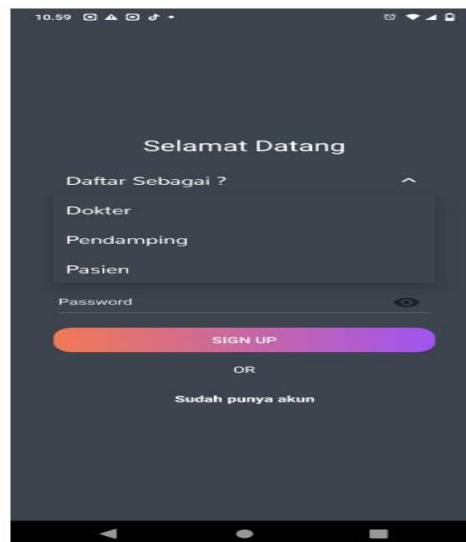 10.59
Selamat Datang
Daftar Sebagai ?
Dokter
Pendamping
Pasien
Password
SIGN UP
OR
Sudah punya akun